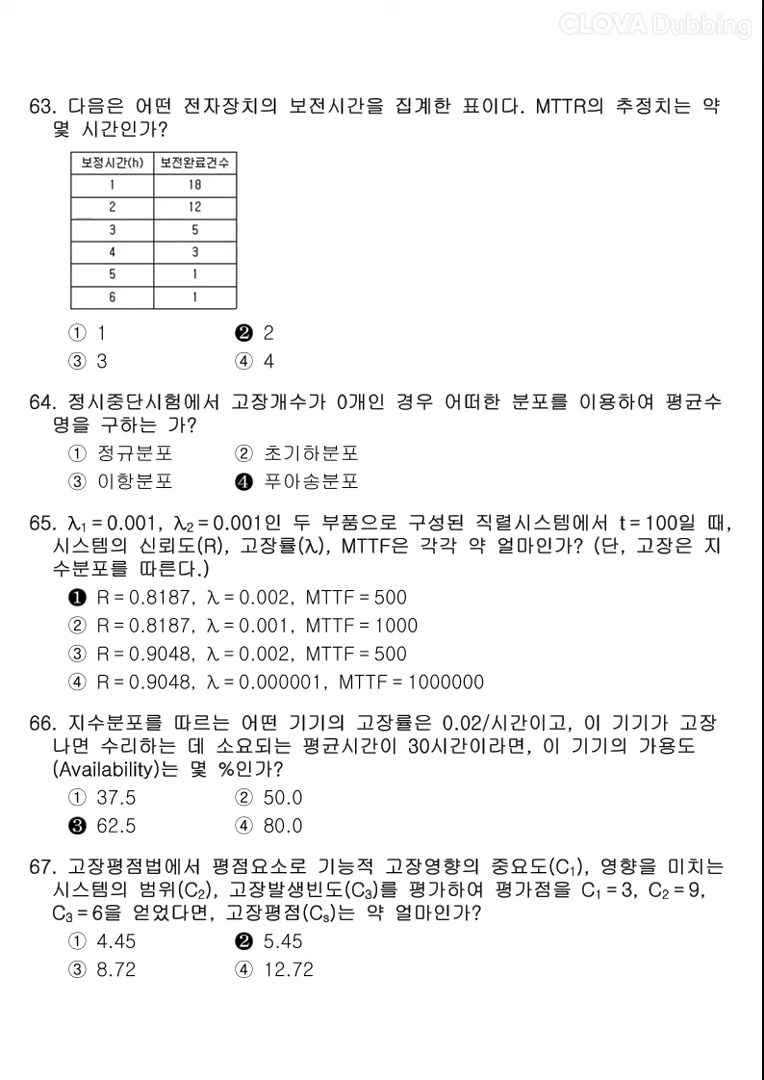 CLOVA Dubbing
63. 다음은 어떤 전자장치의 보전시간을 집계한 표이다. MTTR의 추정치는 약
몇 시간인가?
보정시간(h) 보전완료건수
1 18
2 12
3 5
4 3
5 1
6 1
① 1 ❷ 2
③ 3 ④ 4
64. 정시중단시험에서 고장개수가 0개인 경우 어떠한 분포를 이용하여 평균수
명을 구하는 가?
① 정규분포 ② 초기하분포
③ 이항분포 ❹ 푸아송분포
65. λ₁ = 0.001, λ₂ = 0.001인 두 부품으로 구성된 직렬시스템에서 t = 100일 때,
시스템의 신뢰도(R), 고장률(λ), MTTF은 각각 약 얼마인가? (단, 고장은 지
수분포를 따른다.)
❶ R = 0.8187, λ = 0.002, MTTF = 500
② R = 0.8187, λ = 0.001, MTTF = 1000
③ R = 0.9048, λ = 0.002, MTTF = 500
④ R = 0.9048, λ = 0.000001, MTTF = 1000000
66. 지수분포를 따르는 어떤 기기의 고장률은 0.02/시간이고, 이 기기가 고장
나면 수리하는 데 소요되는 평균시간이 30시간이라면, 이 기기의 가용도
(Availability)는 몇 %인가?
① 37.5 ② 50.0
❸ 62.5 ④ 80.0
67. 고장평점법에서 평점요소로 기능적 고장영향의 중요도(C₁), 영향을 미치는
시스템의 범위(C₂), 고장발생빈도(C₃)를 평가하여 평가점을 C₁ = 3, C₂ = 9,
C₃ = 6을 얻었다면, 고장평점(Cₛ)는 약 얼마인가?
① 4.45 ❷ 5.45
③ 8.72 ④ 12.72